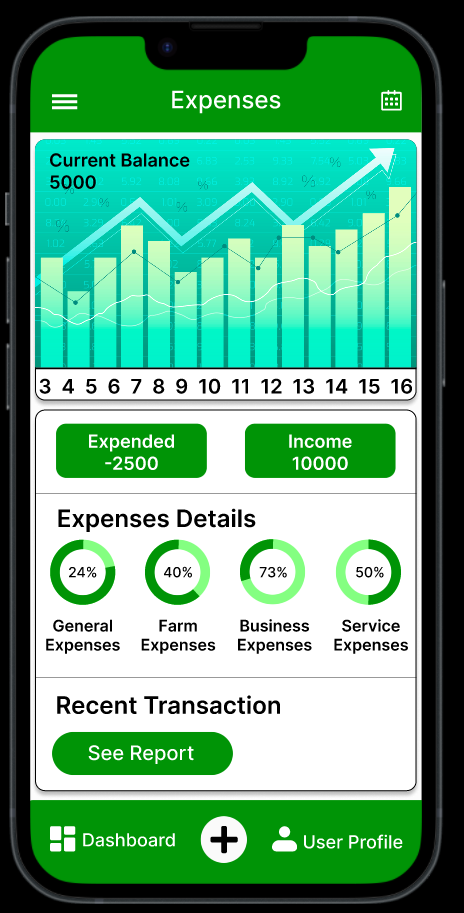 Expenses
Current Balance
5000
3 4 5 6 7 8 9 10 11 12 13 14 15 16
Expended
-2500
Income
10000
Expenses Details
24%
40%
73%
50%
General
Expenses
Farm
Expenses
Business
Expenses
Service
Expenses
Recent Transaction
See Report
Dashboard
User Profile